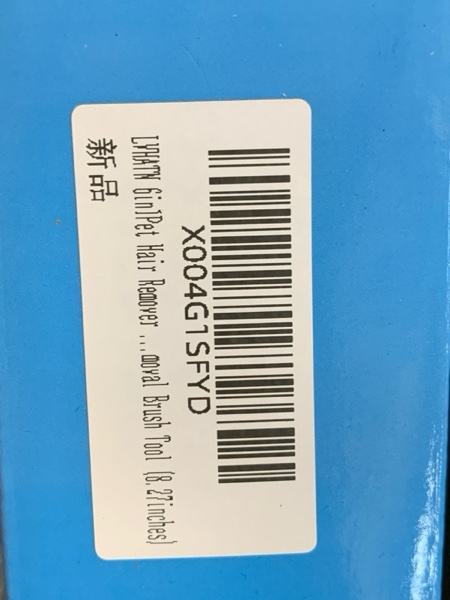 X004G1SFYD
LYHATN 6in1Pet Hair Remover ...moval Brush Tool (8.27inches)
新品